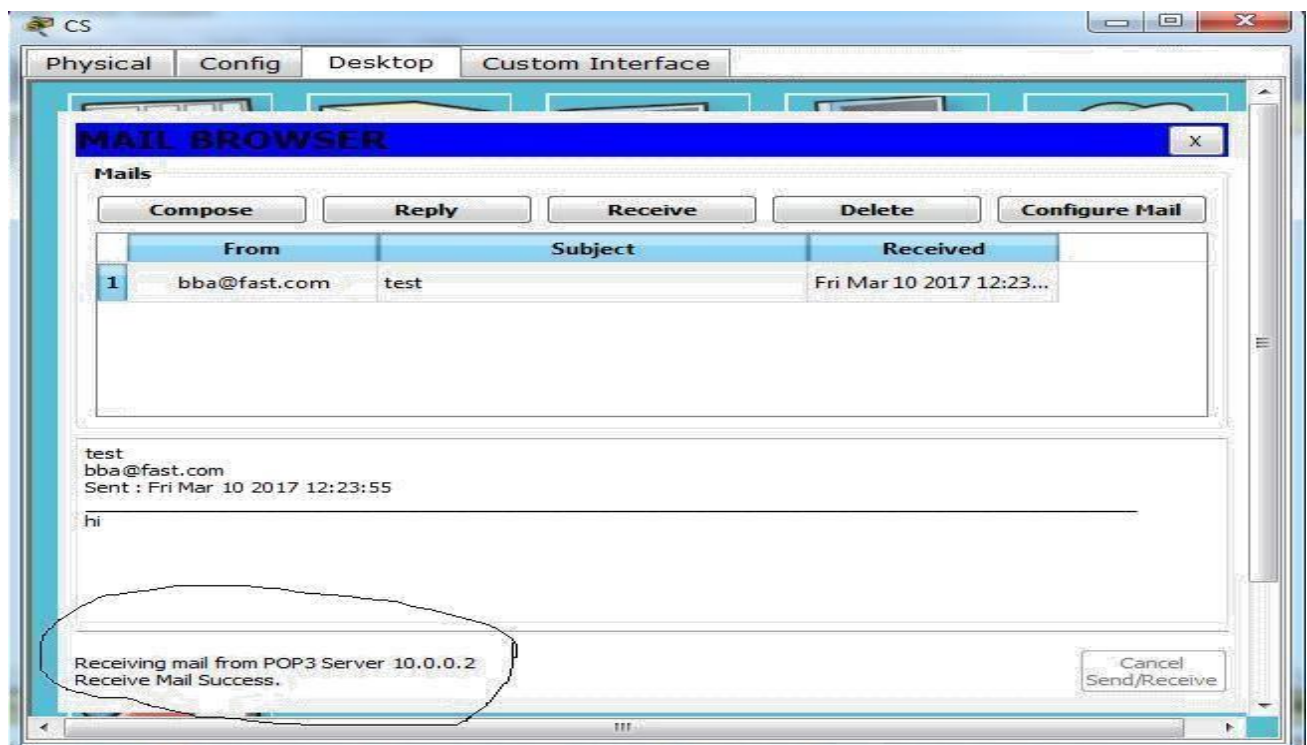 CS
Physical Config Desktop Custom Interface
MAIL BROWSER
X
Mails
Compose Reply Receive Delete Configure Mail
From Subject Received
1 bba@fast.com test Fri Mar 10 2017 12:23...
test
bba@fast.com
Sent : Fri Mar 10 2017 12:23:55
hi
Receiving mail from POP3 Server 10.0.0.2
Receive Mail Success.
Cancel
Send/Receive